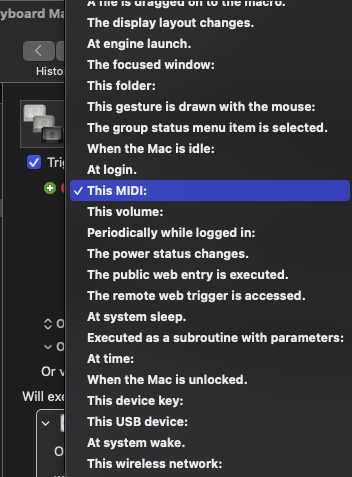 A file is dragged on to the macro.
yboard Ma
The display layout changes.
At engine launch.
The focused window:
Histor
This folder:
This gesture is drawn with the mouse:
The group status menu item is selected.
When the Mac is idle:
Trig
At login.
✓ This MIDI:
This volume:
Periodically while logged in:
The power status changes.
The public web entry is executed.
The remote web trigger is accessed.
At system sleep.
O
Executed as a subroutine with parameters:
O
At time:
Or v
When the Mac is unlocked.
Will exe
This device key:
This USB device:
At system wake.
O
This wireless network: